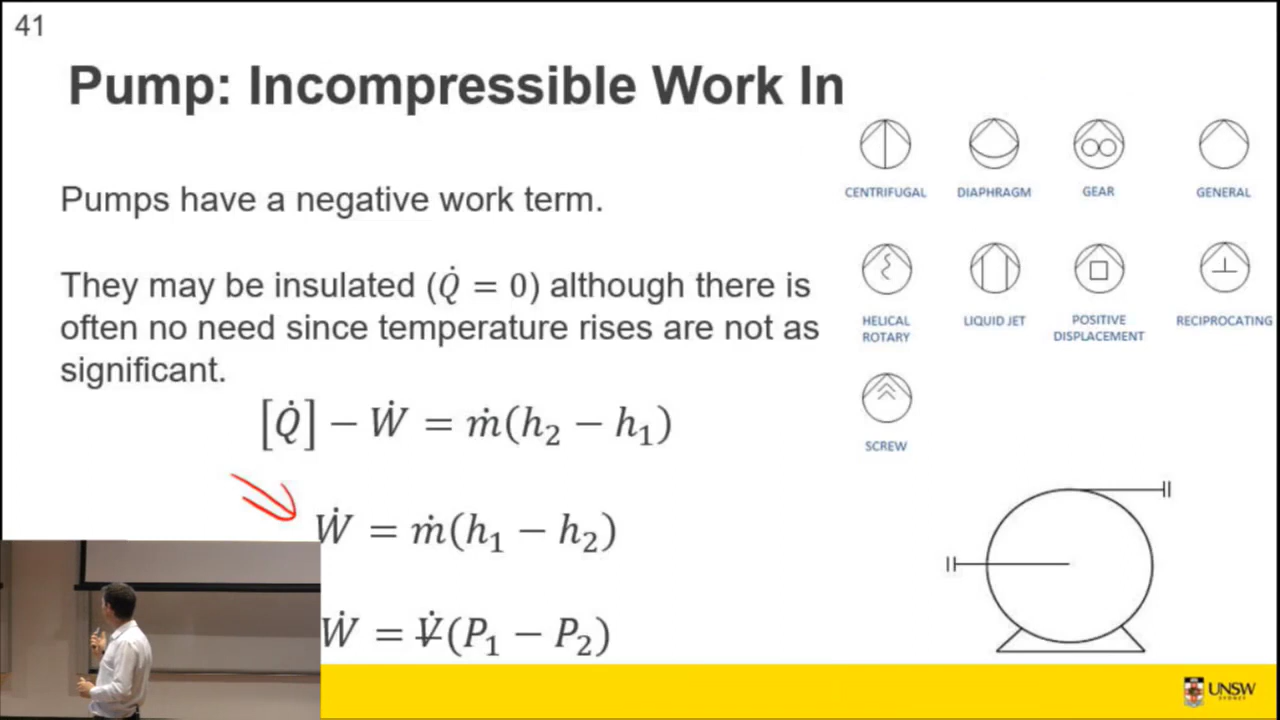 41
Pump: Incompressible Work In
Pumps have a negative work term.
They may be insulated (Q̇ = 0) although there is
often no need since temperature rises are not as
significant.
[Q̇] − Ẇ = ṁ(h₂ − h₁)
Ẇ = ṁ(h₁ − h₂)
Ẇ = V̶̇(P₁ − P₂)
CENTRIFUGAL
DIAPHRAGM
GEAR
GENERAL
HELICAL
ROTARY
LIQUID JET
POSITIVE
DISPLACEMENT
RECIPROCATING
SCREW
UNSW
SYDNEY